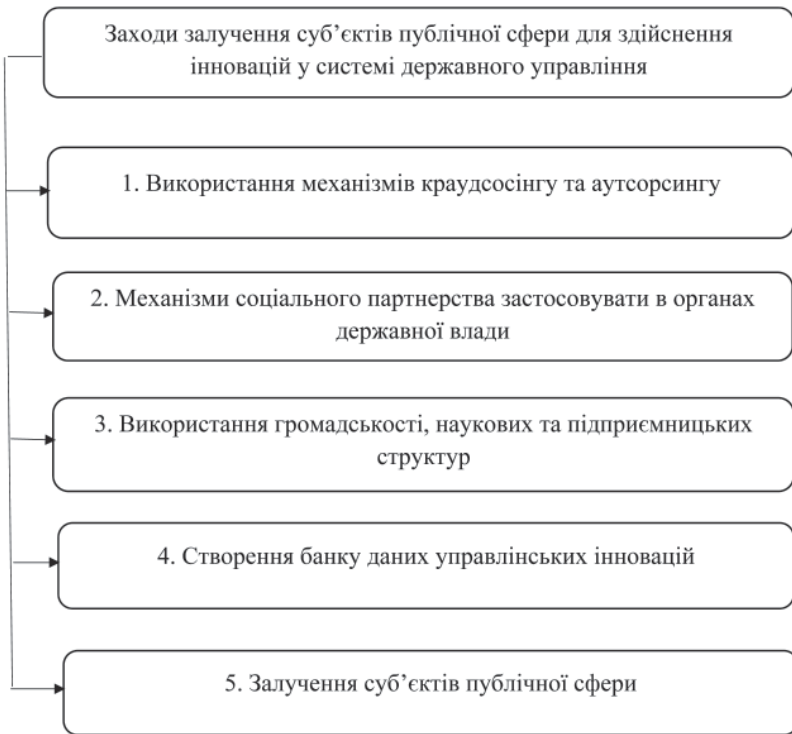 Заходи залучення суб’єктів публічної сфери для здійснення
інновацій у системі державного управління
1. Використання механізмів краудсосінгу та аутсорсингу
2. Механізми соціального партнерства застосовувати в органах
державної влади
3. Використання громадськості, наукових та підприємницьких
структур
4. Створення банку даних управлінських інновацій
5. Залучення суб’єктів публічної сфери